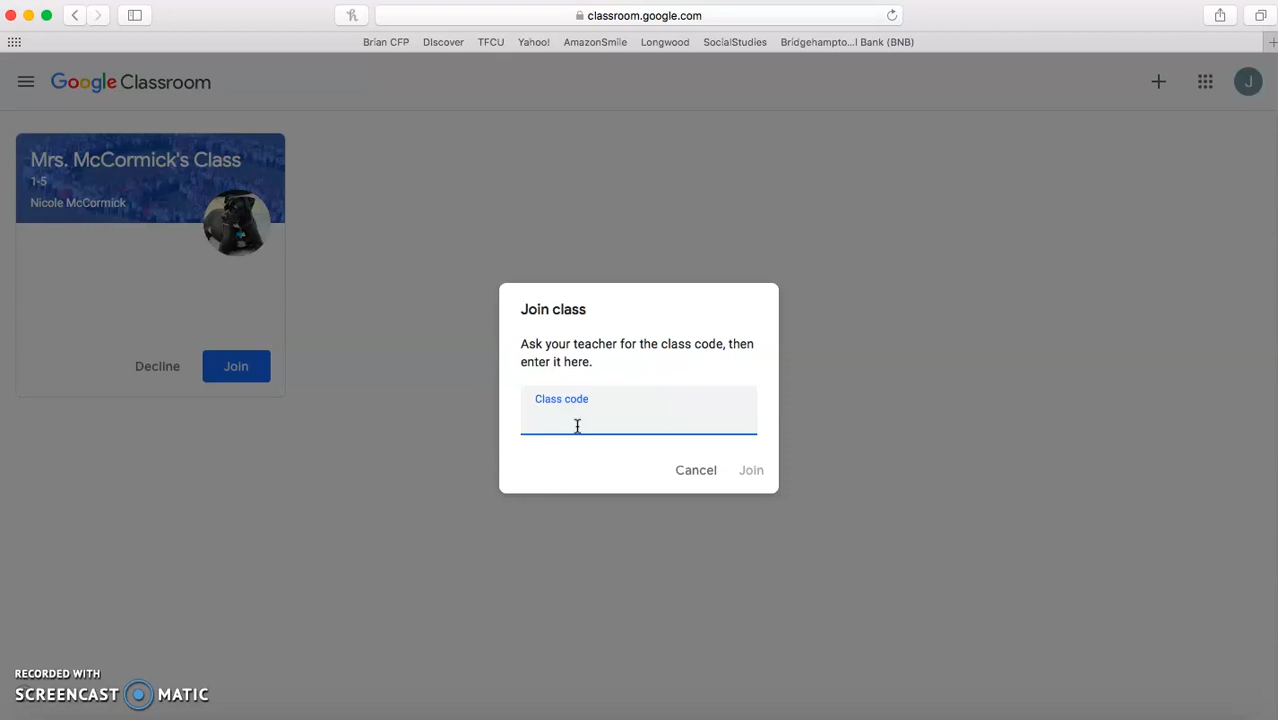 classroom.google.com
Brian CFP DIscover TFCU Yahoo! AmazonSmile Longwood SocialStudies Bridgehampto...l Bank (BNB)
Google Classroom
J
Mrs. McCormick's Class
1-5
Nicole McCormick
Decline Join
Join class
Ask your teacher for the class code, then
enter it here.
Class code
Cancel Join
RECORDED WITH
SCREENCAST MATIC